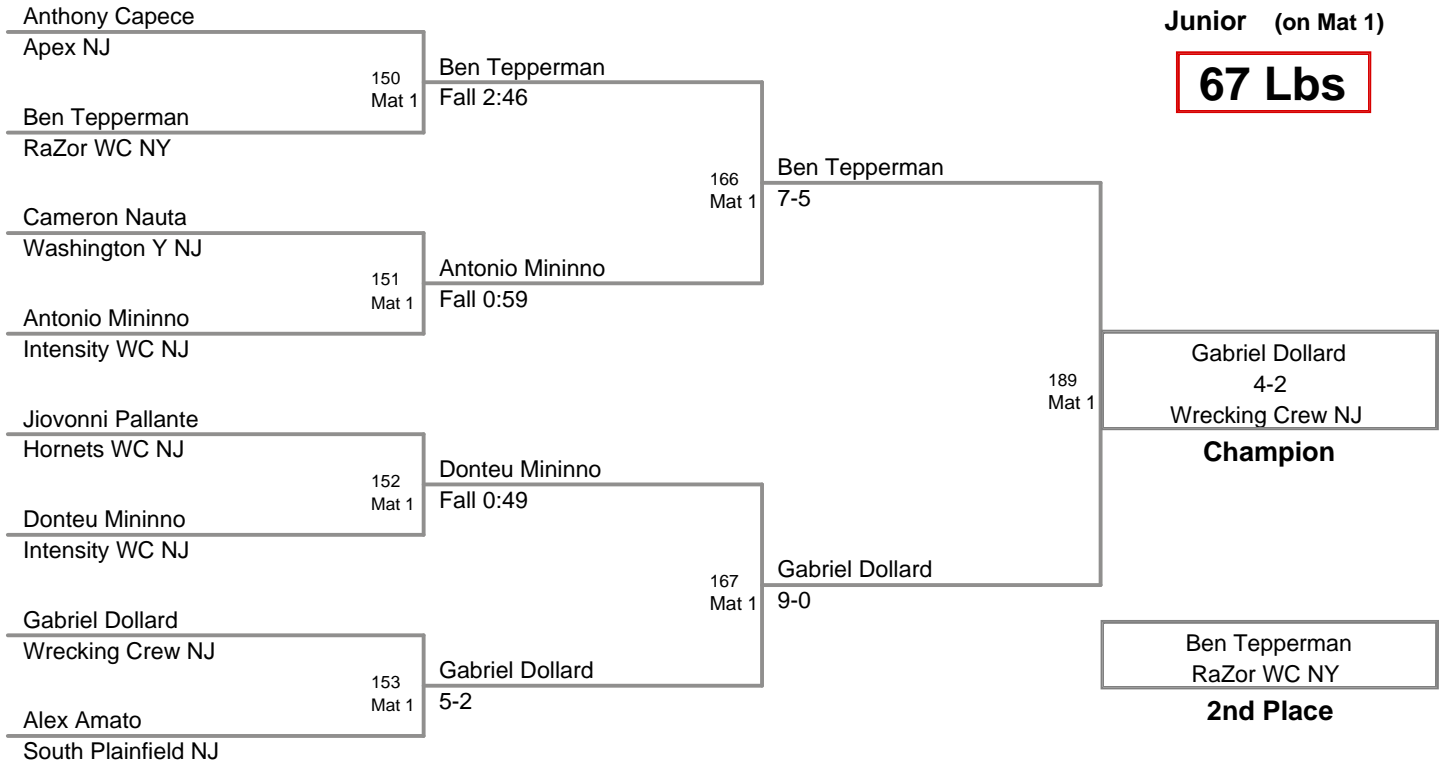 Junior (on Mat 1)
67 Lbs
Anthony Capece
Apex NJ
150
Mat 1
Ben Tepperman
Fall 2:46
Ben Tepperman
RaZor WC NY
166
Mat 1
Ben Tepperman
7-5
Cameron Nauta
Washington Y NJ
151
Mat 1
Antonio Mininno
Fall 0:59
Antonio Mininno
Intensity WC NJ
189
Mat 1
Gabriel Dollard
4-2
Wrecking Crew NJ
Champion
Jiovonni Pallante
Hornets WC NJ
152
Mat 1
Donteu Mininno
Fall 0:49
Donteu Mininno
Intensity WC NJ
167
Mat 1
Gabriel Dollard
9-0
Gabriel Dollard
Wrecking Crew NJ
153
Mat 1
Gabriel Dollard
5-2
Alex Amato
South Plainfield NJ
Ben Tepperman
RaZor WC NY
2nd Place